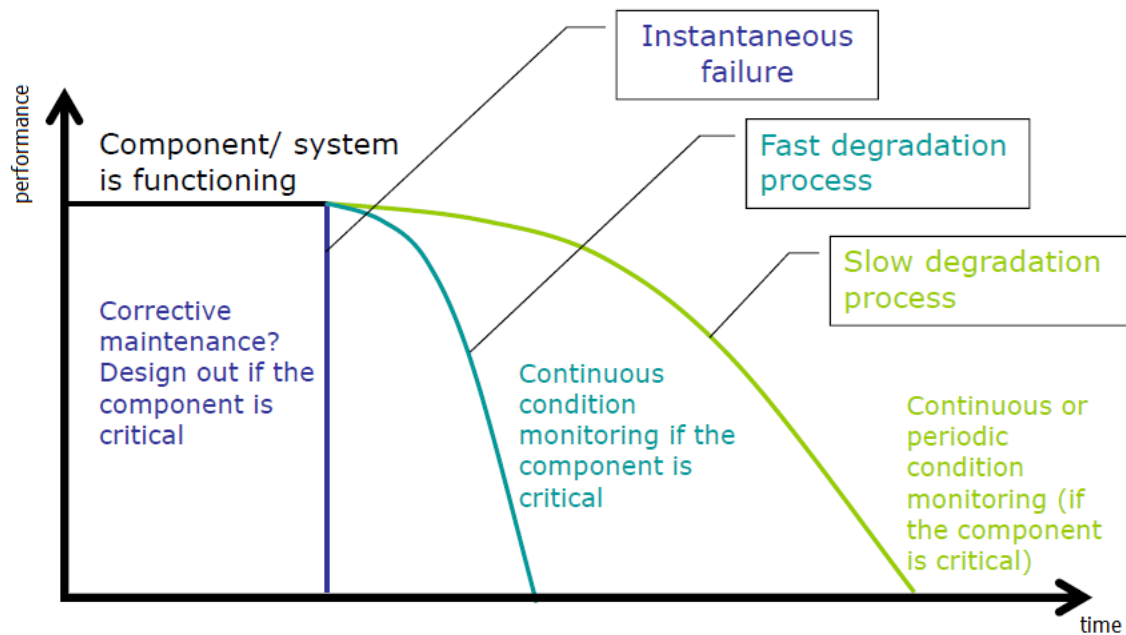 Instantaneous
failure
performance
Component/ system
is functioning
Fast degradation
process
Slow degradation
process
Corrective
maintenance?
Design out if the
component is
critical
Continuous
condition
monitoring if the
component is
critical
Continuous or
periodic
condition
monitoring (if
the component
is critical)
time